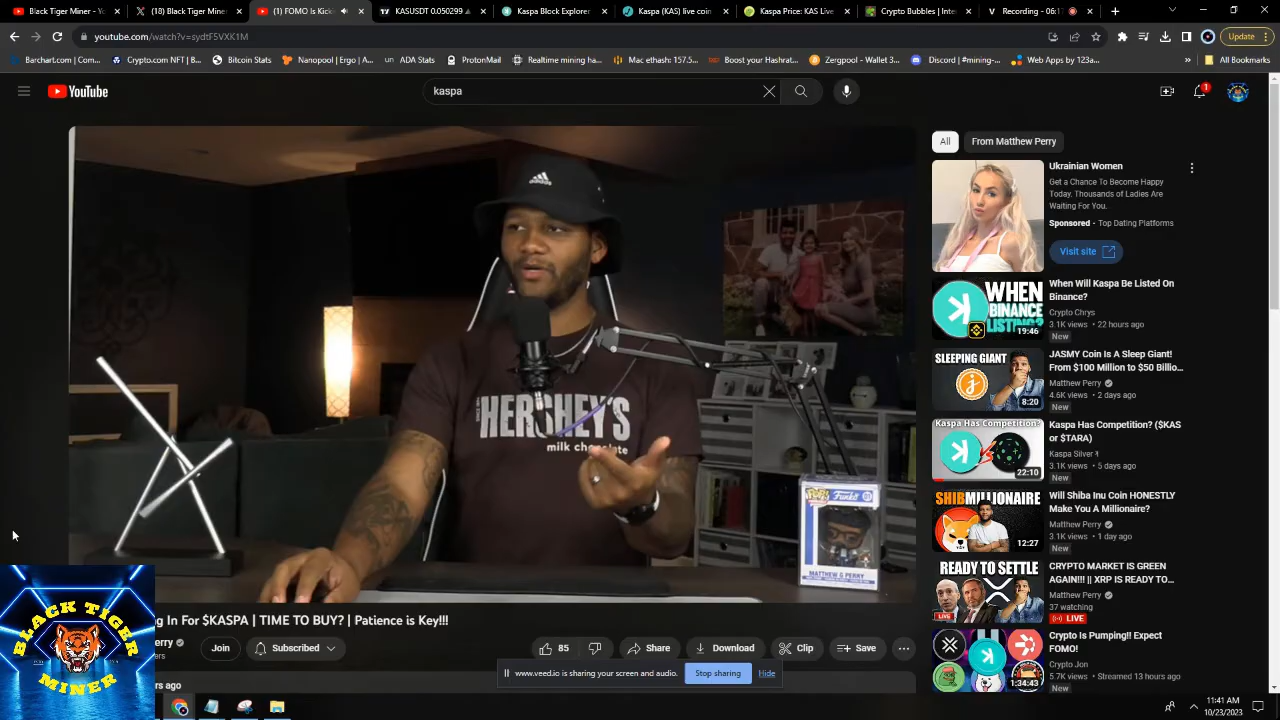 Black Tiger Miner - Yo
(18) Black Tiger Miner
(1) FOMO Is Kick
KASUSDT 0.050299
Kaspa Block Explorer
Kaspa (KAS) live coin
Kaspa Price: KAS Live
Crypto Bubbles | Inte
Recording - 06:1
youtube.com/watch?v=sydtF5VXK1M
Update
Barchart.com | Com...
Crypto.com NFT | B...
Bitcoin Stats
Nanopool | Ergo | A...
ADA Stats
ProtonMail
Realtime mining ha...
Mac ethash: 157.5...
Boost your Hashrat...
Zergpool - Wallet 3...
Discord | #mining-...
Web Apps by 123a...
»
All Bookmarks
YouTube
kaspa
1
All
From Matthew Perry
adidas
HERSHEY'S
milk chocolate
Funko
MATTHEW S PERRY
Ukrainian Women
Get a Chance To Become Happy
Today. Thousands of Ladies Are
Waiting For You.
Sponsored · Top Dating Platforms
Visit site
WHEN
BINANCE
LISTING?
19:46
When Will Kaspa Be Listed On
Binance?
Crypto Chrys
3.1K views • 22 hours ago
New
SLEEPING GIANT
8:20
JASMY Coin Is A Sleep Giant!
From $100 Million to $50 Billio...
Matthew Perry
4.6K views • 2 days ago
New
Kaspa Has Competition?
22:10
Kaspa Has Competition? ($KAS
or $TARA)
Kaspa Silver
3.1K views • 5 days ago
New
SHIBMILLIONAIRE
12:27
Will Shiba Inu Coin HONESTLY
Make You A Millionaire?
Matthew Perry
3.1K views • 1 day ago
New
READY TO SETTLE
LIVE
LIVE
CRYPTO MARKET IS GREEN
AGAIN!!! || XRP IS READY TO...
Matthew Perry
37 watching
LIVE
1:34:43
Crypto Is Pumping!! Expect
FOMO!
Crypto Jon
5.7K views • Streamed 13 hours ago
New
ng In For $KASPA | TIME TO BUY? | Patience is Key!!!
erry
ers
Join
Subscribed
85
Share
Download
Clip
Save
www.veed.io is sharing your screen and audio.
Stop sharing
Hide
rs ago
BLACK TIGER
MINER
11:41 AM
10/23/2023